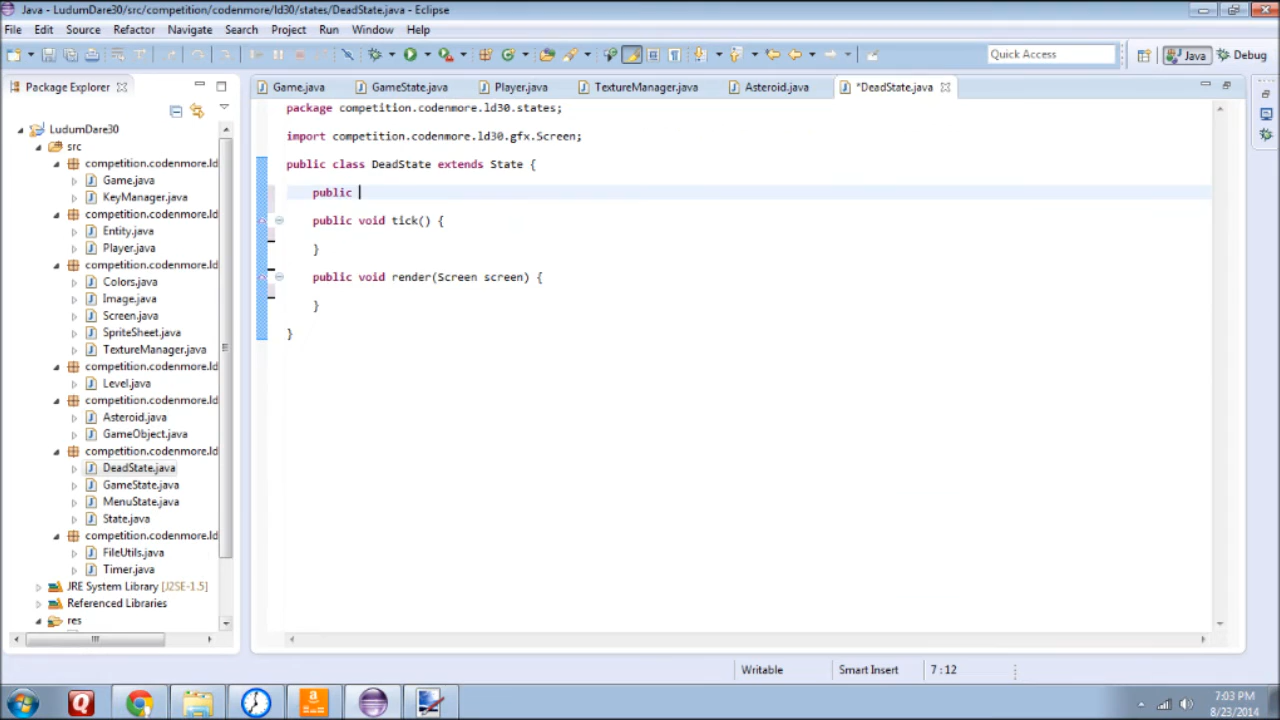 Java - LudumDare30/src/competition/codenmore/ld30/states/DeadState.java - Eclipse
File Edit Source Refactor Navigate Search Project Run Window Help
Quick Access Java Debug
Package Explorer
Game.java GameState.java Player.java TextureManager.java Asteroid.java *DeadState.java
LudumDare30
src
competition.codenmore.ld
Game.java
KeyManager.java
competition.codenmore.ld
Entity.java
Player.java
competition.codenmore.ld
Colors.java
Image.java
Screen.java
SpriteSheet.java
TextureManager.java
competition.codenmore.ld
Level.java
competition.codenmore.ld
Asteroid.java
GameObject.java
competition.codenmore.ld
DeadState.java
GameState.java
MenuState.java
State.java
competition.codenmore.ld
FileUtils.java
Timer.java
JRE System Library [J2SE-1.5]
Referenced Libraries
res
package competition.codenmore.ld30.states;
import competition.codenmore.ld30.gfx.Screen;
public class DeadState extends State {
public
public void tick() {
}
public void render(Screen screen) {
}
}
Writable Smart Insert 7 : 12
7:03 PM
8/23/2014